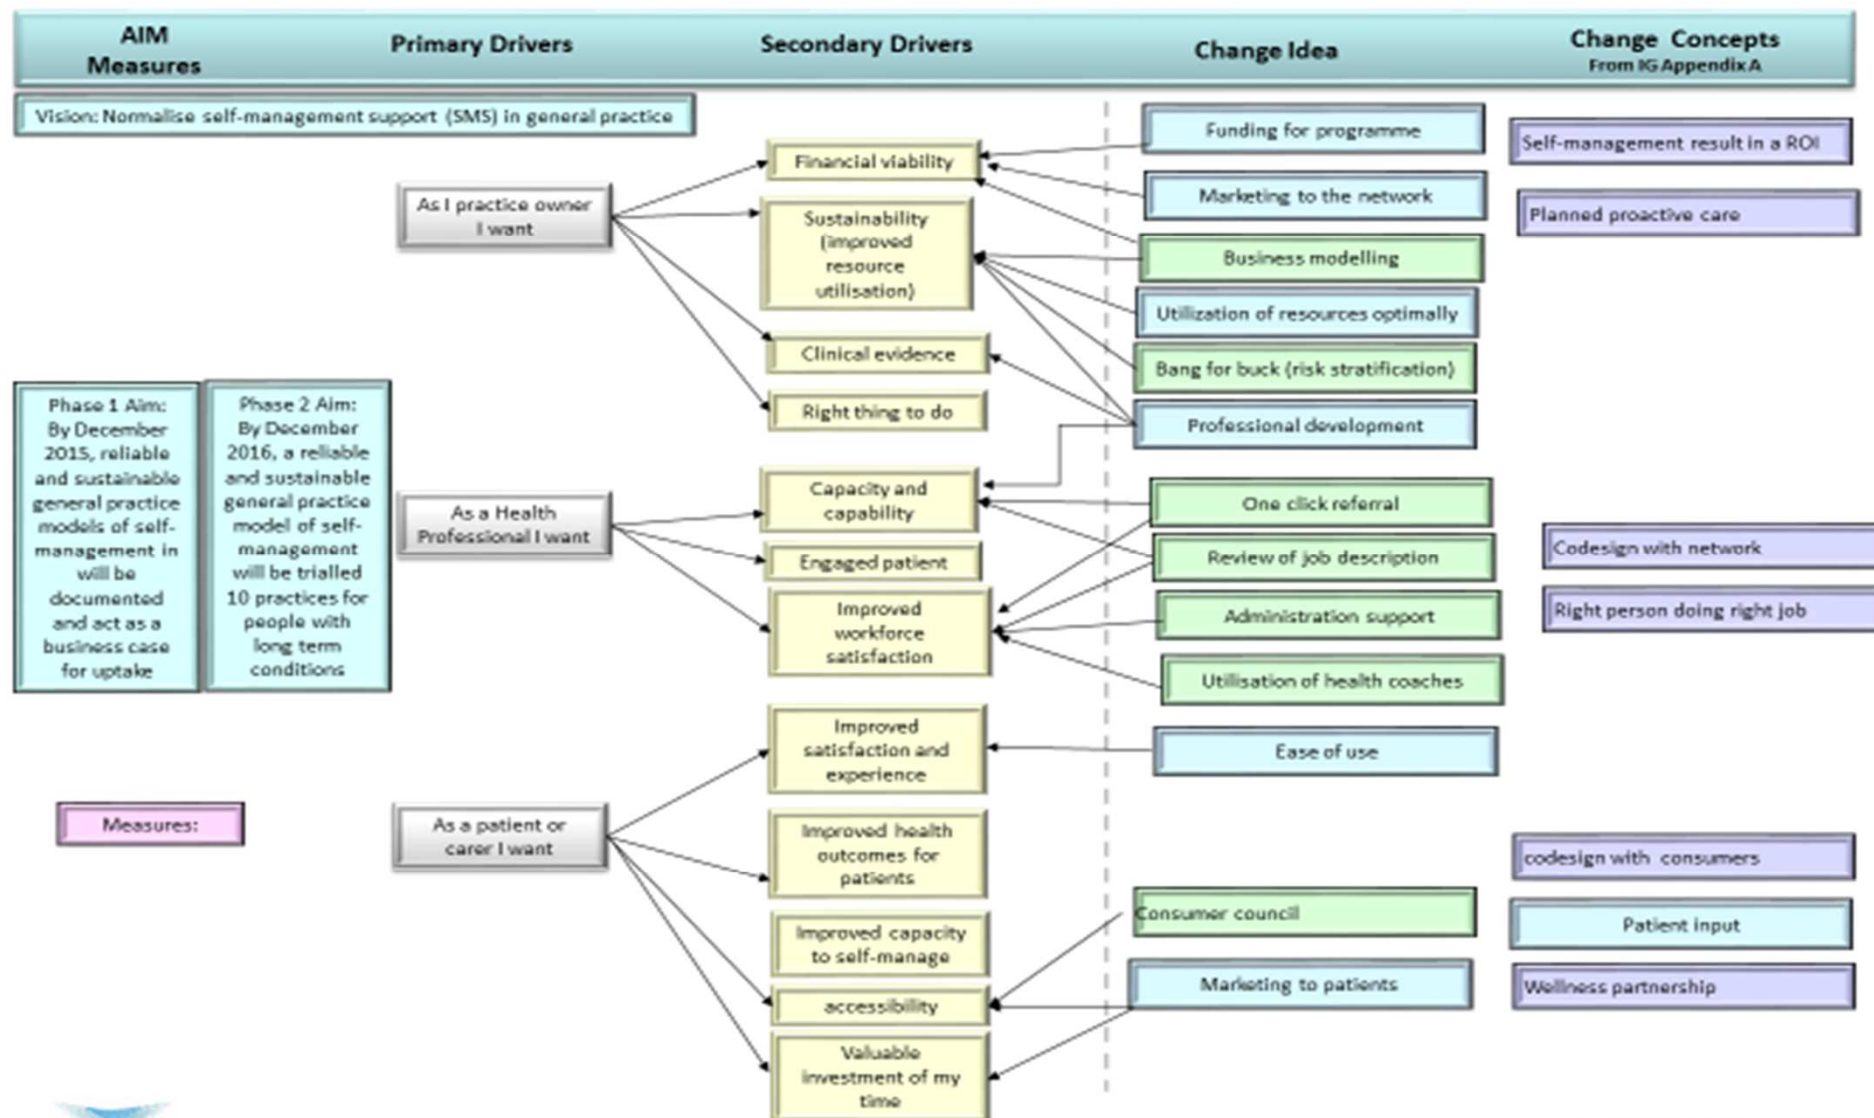 AIM
Measures
Primary Drivers
Secondary Drivers
Change Idea
Change Concepts
From IG Appendix A
Vision: Normalise self-management support (SMS) in general practice
Phase 1 Aim:
By December
2015, reliable
and sustainable
general practice
models of self-
management in
will be
documented
and act as a
business case
for uptake
Phase 2 Aim:
By December
2016, a reliable
and sustainable
general practice
model of self-
management
will be trialled
10 practices for
people with
long term
conditions
Measures:
As I practice owner
I want
As a Health
Professional I want
As a patient or
carer I want
Financial viability
Sustainability
(improved
resource
utilisation)
Clinical evidence
Right thing to do
Capacity and
capability
Engaged patient
Improved
workforce
satisfaction
Improved
satisfaction and
experience
Improved health
outcomes for
patients
Improved capacity
to self-manage
accessibility
Valuable
investment of my
time
Funding for programme
Marketing to the network
Business modelling
Utilization of resources optimally
Bang for buck (risk stratification)
Professional development
One click referral
Review of job description
Administration support
Utilisation of health coaches
Ease of use
Consumer council
Marketing to patients
Self-management result in a ROI
Planned proactive care
Codesign with network
Right person doing right job
codesign with consumers
Patient input
Wellness partnership